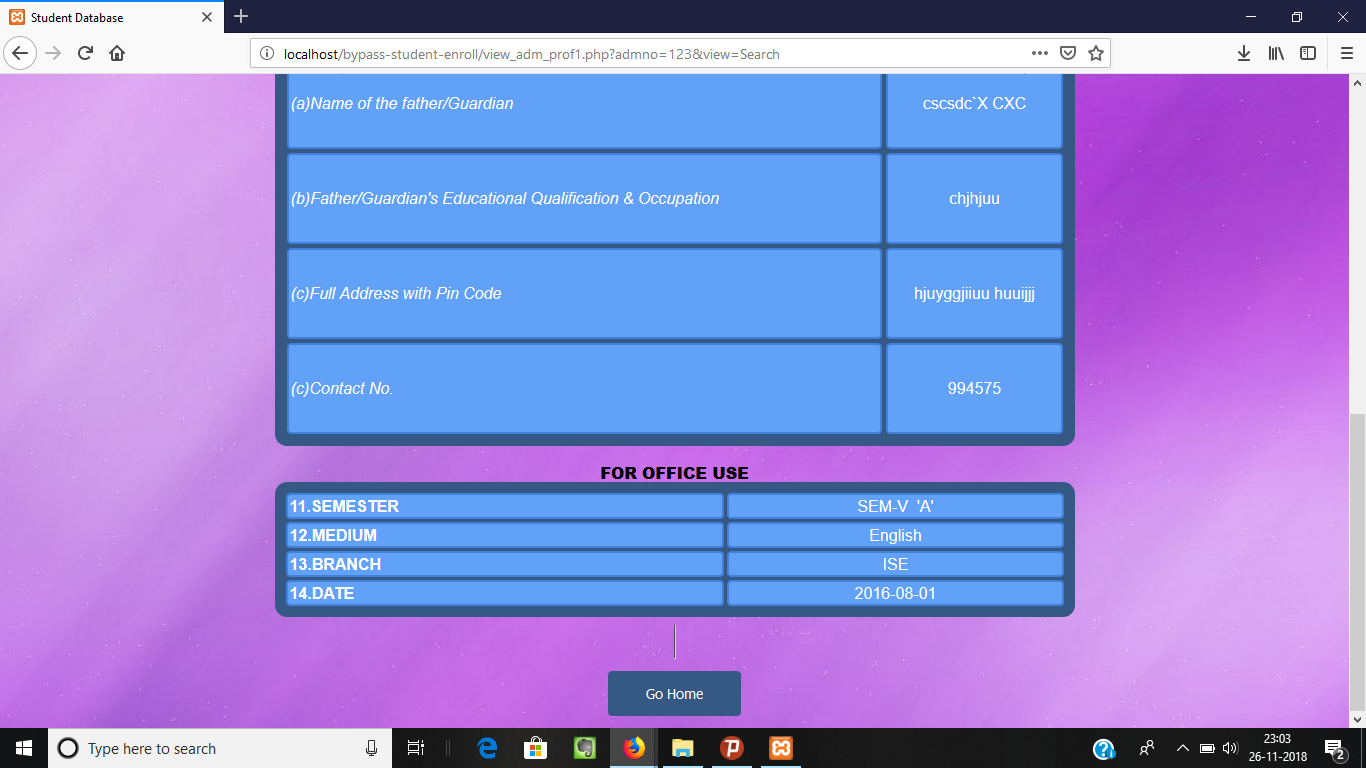 Student Database
localhost/bypass-student-enroll/view_adm_prof1.php?admno=123&view=Search
(a)Name of the father/Guardian cscsdc`X CXC
(b)Father/Guardian's Educational Qualification & Occupation chjhjuu
(c)Full Address with Pin Code hjuyggjiiuu huuijjj
(c)Contact No. 994575
FOR OFFICE USE
11.SEMESTER SEM-V 'A'
12.MEDIUM English
13.BRANCH ISE
14.DATE 2016-08-01
Go Home
Type here to search
23:03
26-11-2018
2